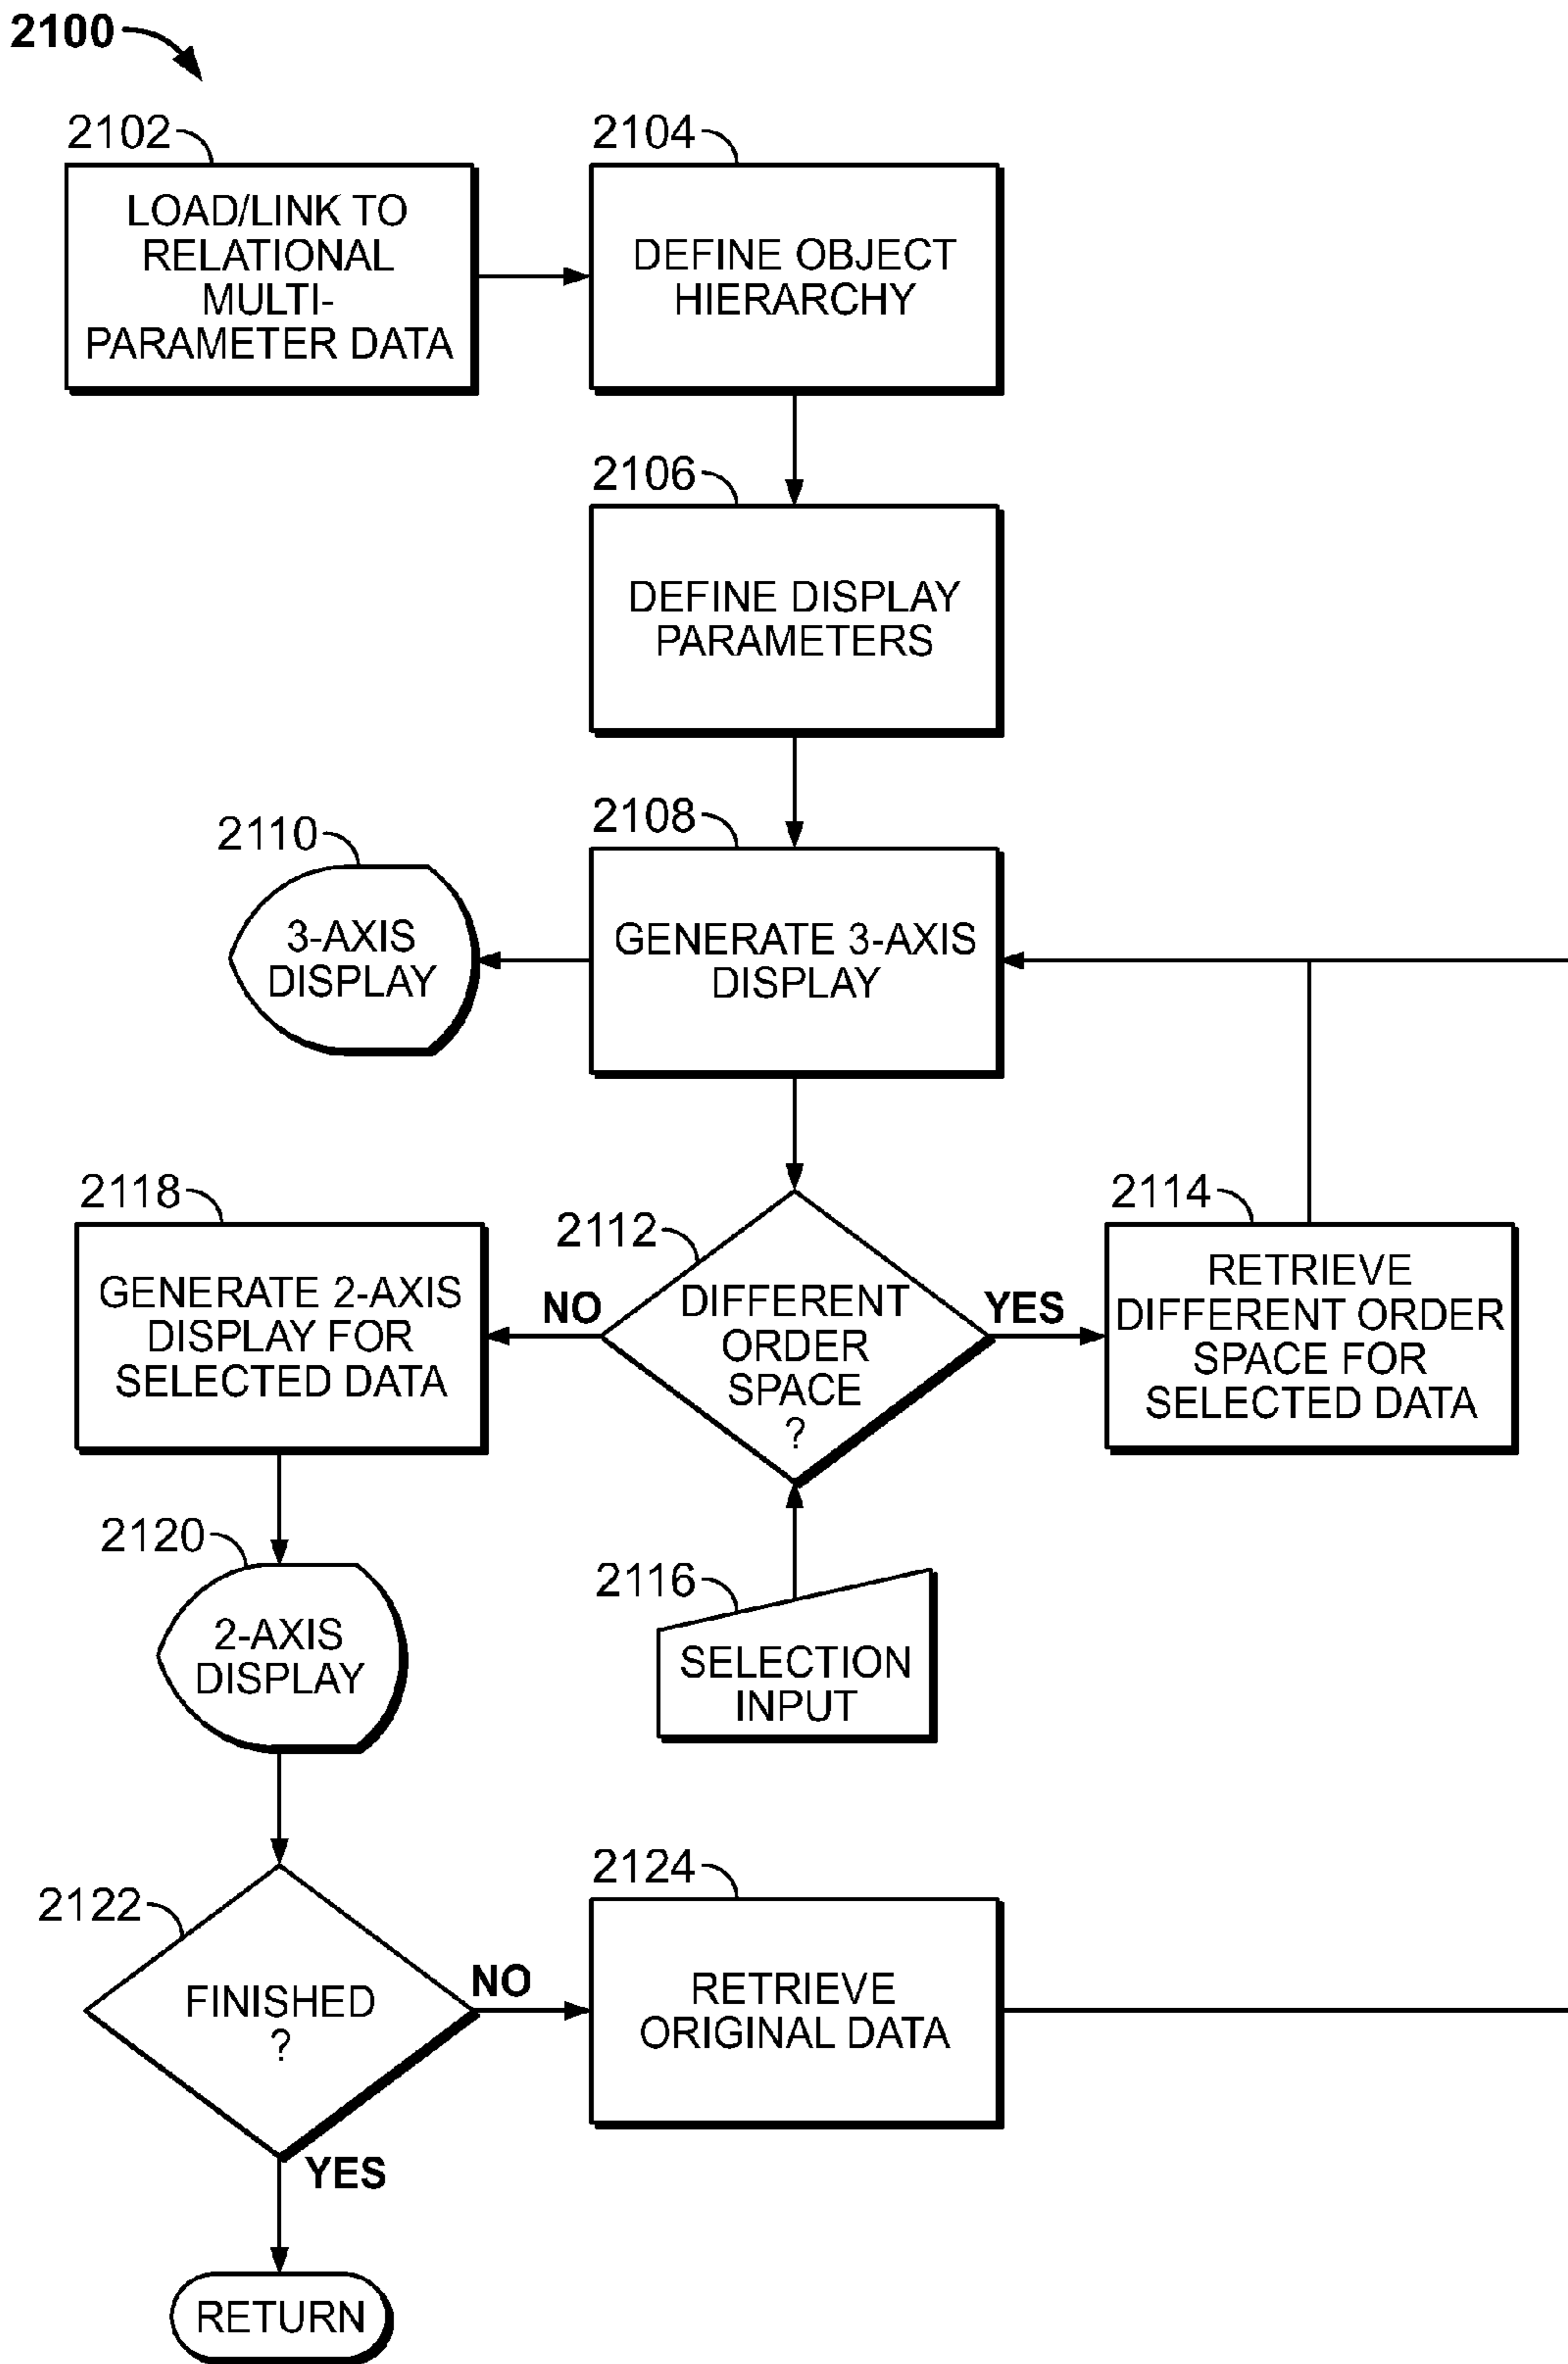 2100
2102
LOAD/LINK TO
RELATIONAL
MULTI-
PARAMETER DATA
2104
DEFINE OBJECT
HIERARCHY
2106
DEFINE DISPLAY
PARAMETERS
2108
GENERATE 3-AXIS
DISPLAY
2110
3-AXIS
DISPLAY
2112
DIFFERENT
ORDER
SPACE
?
NO
YES
2114
RETRIEVE
DIFFERENT ORDER
SPACE FOR
SELECTED DATA
2116
SELECTION
INPUT
2118
GENERATE 2-AXIS
DISPLAY FOR
SELECTED DATA
2120
2-AXIS
DISPLAY
2122
FINISHED
?
NO
YES
2124
RETRIEVE
ORIGINAL DATA
RETURN